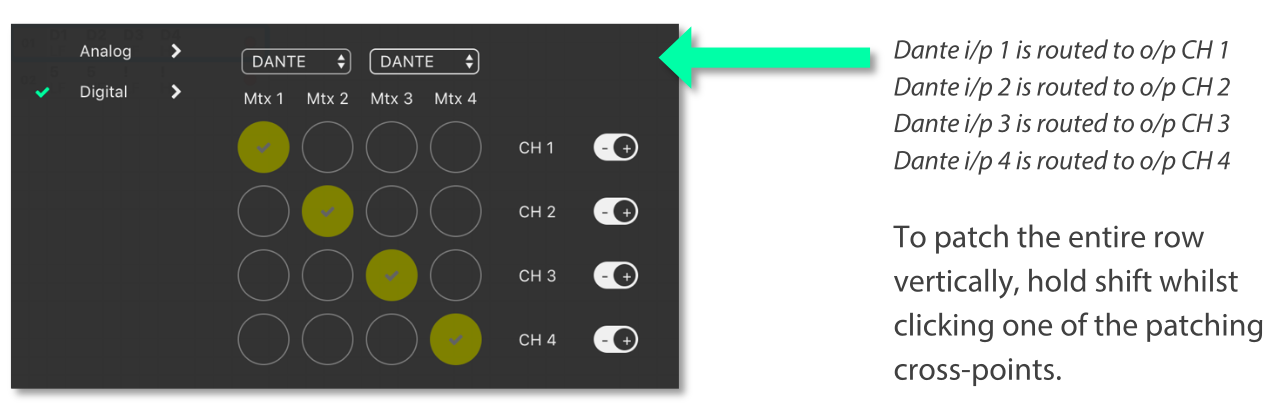 Analog
Digital
DANTE DANTE
Mtx 1 Mtx 2 Mtx 3 Mtx 4
CH 1 - +
CH 2 - +
CH 3 - +
CH 4 - +
Dante i/p 1 is routed to o/p CH 1
Dante i/p 2 is routed to o/p CH 2
Dante i/p 3 is routed to o/p CH 3
Dante i/p 4 is routed to o/p CH 4
To patch the entire row
vertically, hold shift whilst
clicking one of the patching
cross-points.